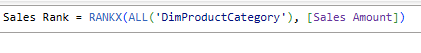 Sales Rank = RANKX(ALL('DimProductCategory'), [Sales Amount])